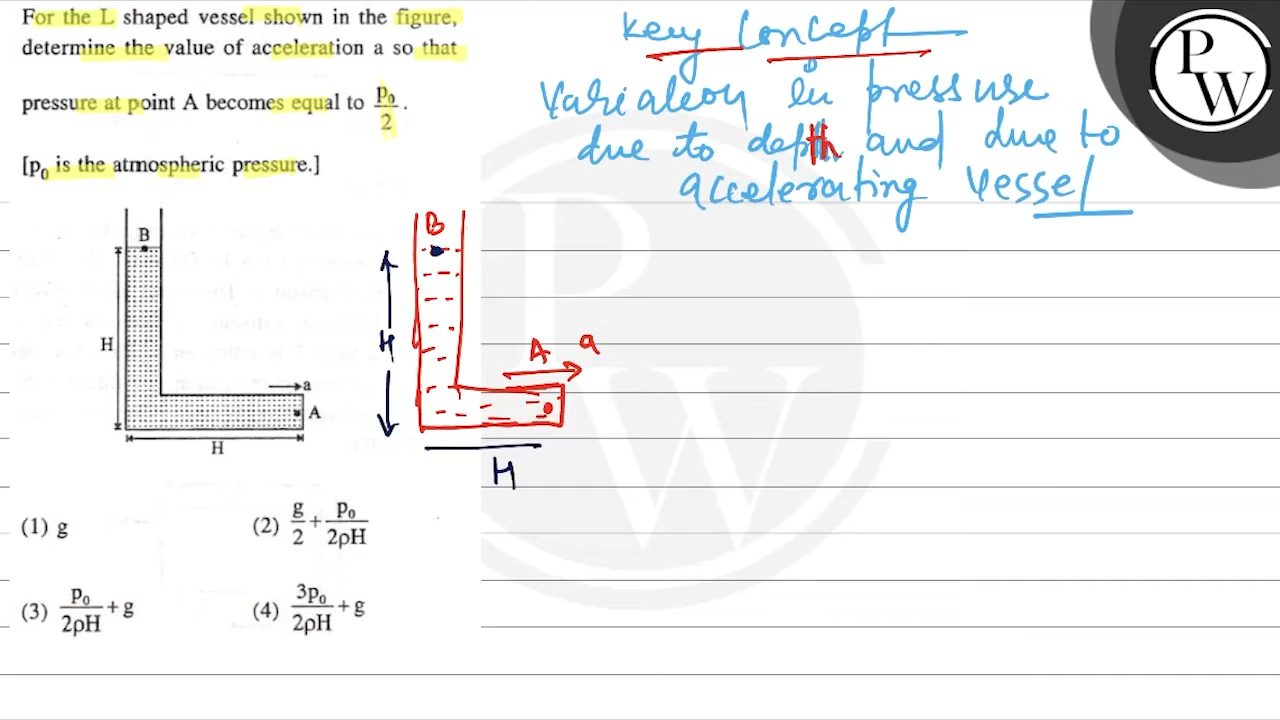 For the L shaped vessel shown in the figure,
determine the value of acceleration a so that
pressure at point A becomes equal to p₀/2.
[p₀ is the atmospheric pressure.]
Key Concept
Variation in pressure
due to depth and due to
accelerating vessel
P
W
B
H
a
A
H
B
H
A a
H
(1) g
(2) g/2 + p₀/2ρH
(3) p₀/2ρH + g
(4) 3p₀/2ρH + g